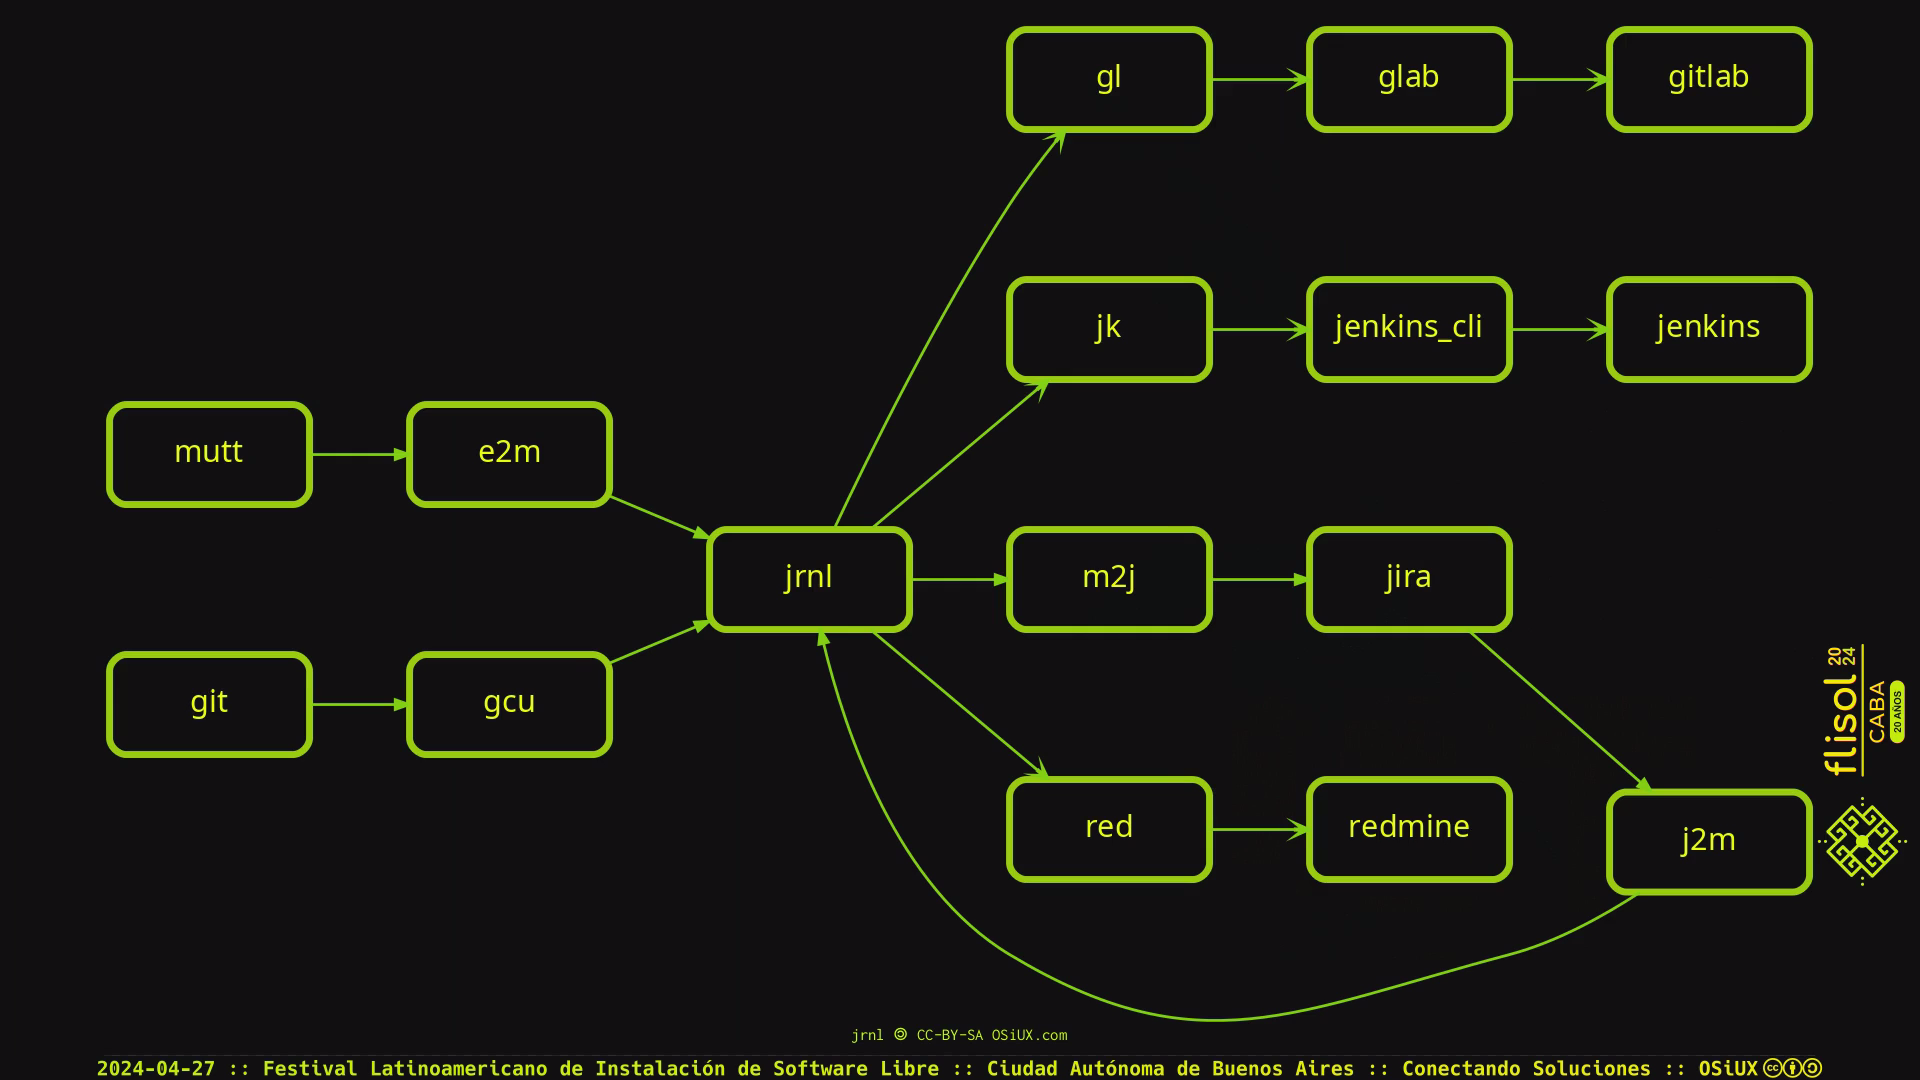 gl
glab
gitlab
jk
jenkins_cli
jenkins
mutt
e2m
jrnl
m2j
jira
git
gcu
red
redmine
j2m
flisol 2024
CABA
20 AÑOS
jrnl 🄯 CC-BY-SA OSiUX.com
2024-04-27 :: Festival Latinoamericano de Instalación de Software Libre :: Ciudad Autónoma de Buenos Aires :: Conectando Soluciones :: OSiUX